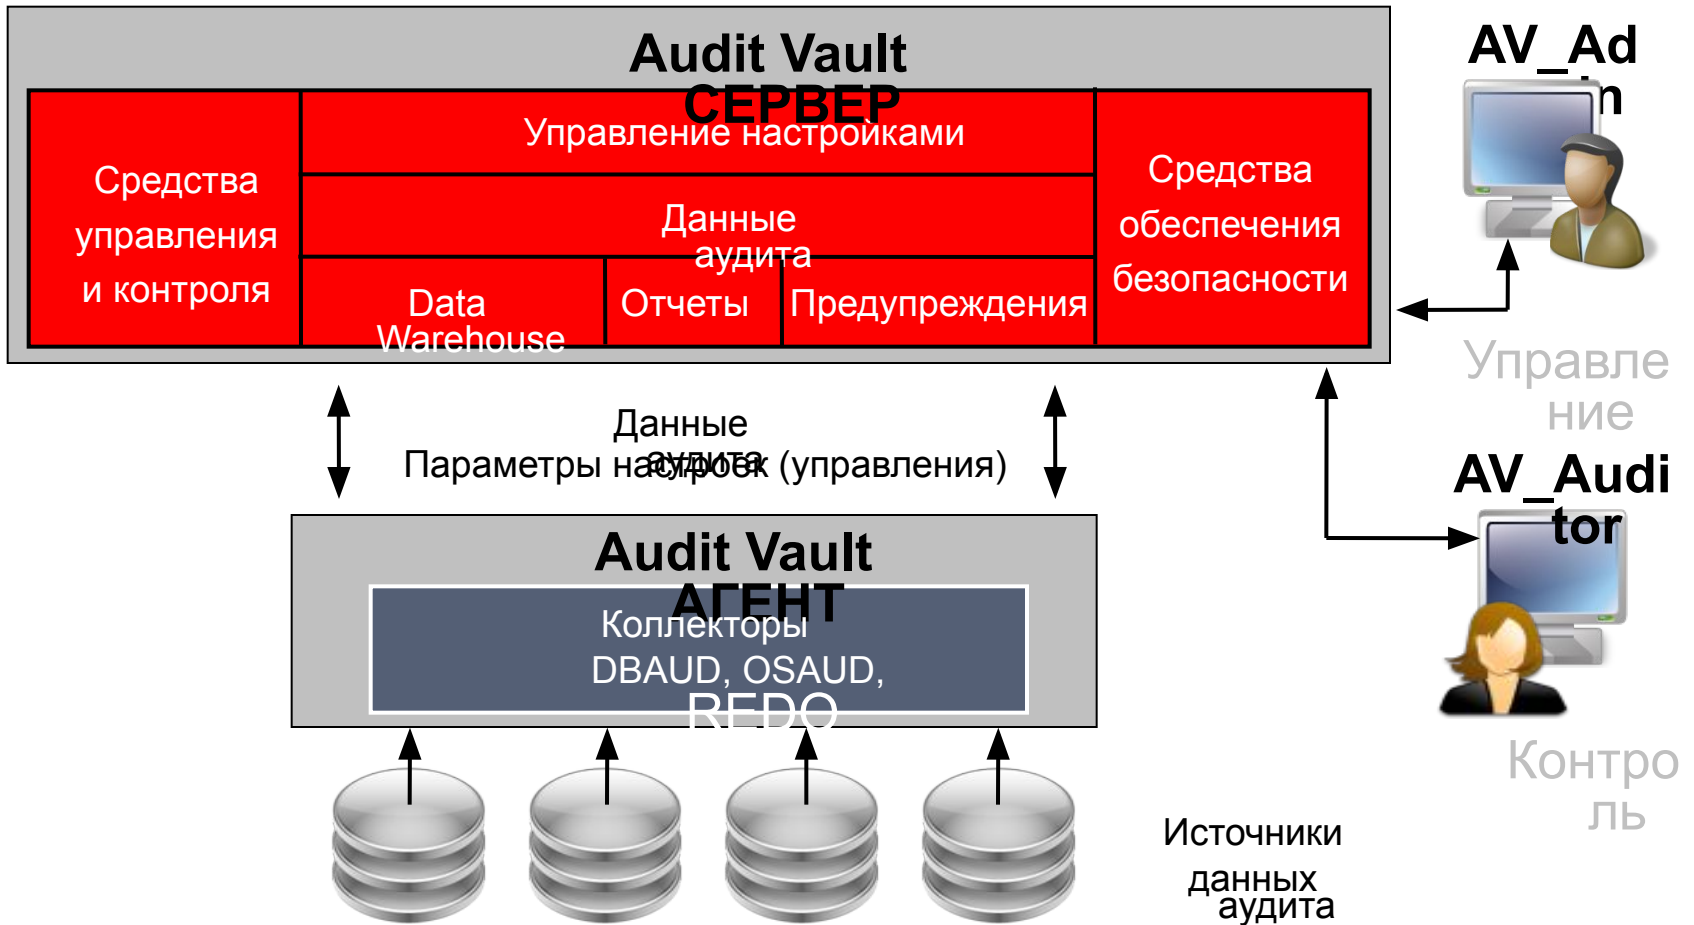 Audit Vault
СЕРВЕР
Средства
управления
и контроля
Управление настройками
Данные
аудита
Data
Warehouse
Отчеты
Предупреждения
Средства
обеспечения
безопасности
AV_Ad
Управле
ние
Данные
аудита
Параметры настроек (управления)
AV_Audi
tor
Контро
ль
Audit Vault
АГЕНТ
Коллекторы
DBAUD, OSAUD,
REDO
Источники
данных
аудита